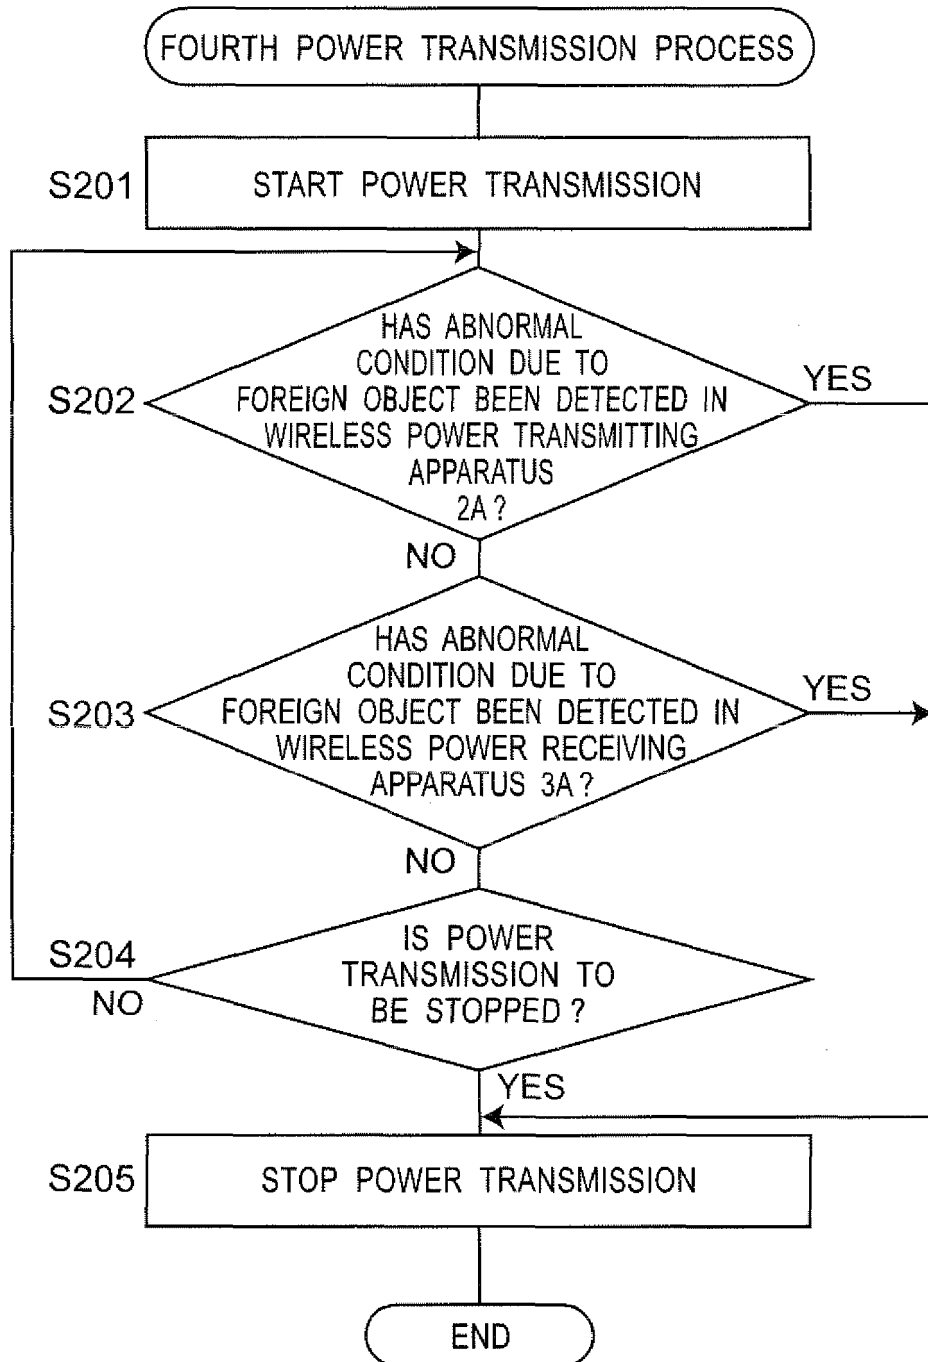 FOURTH POWER TRANSMISSION PROCESS
S201
START POWER TRANSMISSION
S202
HAS ABNORMAL
CONDITION DUE TO
FOREIGN OBJECT BEEN DETECTED IN
WIRELESS POWER TRANSMITTING
APPARATUS
2A?
YES
NO
S203
HAS ABNORMAL
CONDITION DUE TO
FOREIGN OBJECT BEEN DETECTED IN
WIRELESS POWER RECEIVING
APPARATUS 3A?
YES
NO
S204
IS POWER
TRANSMISSION TO
BE STOPPED?
NO
YES
S205
STOP POWER TRANSMISSION
END